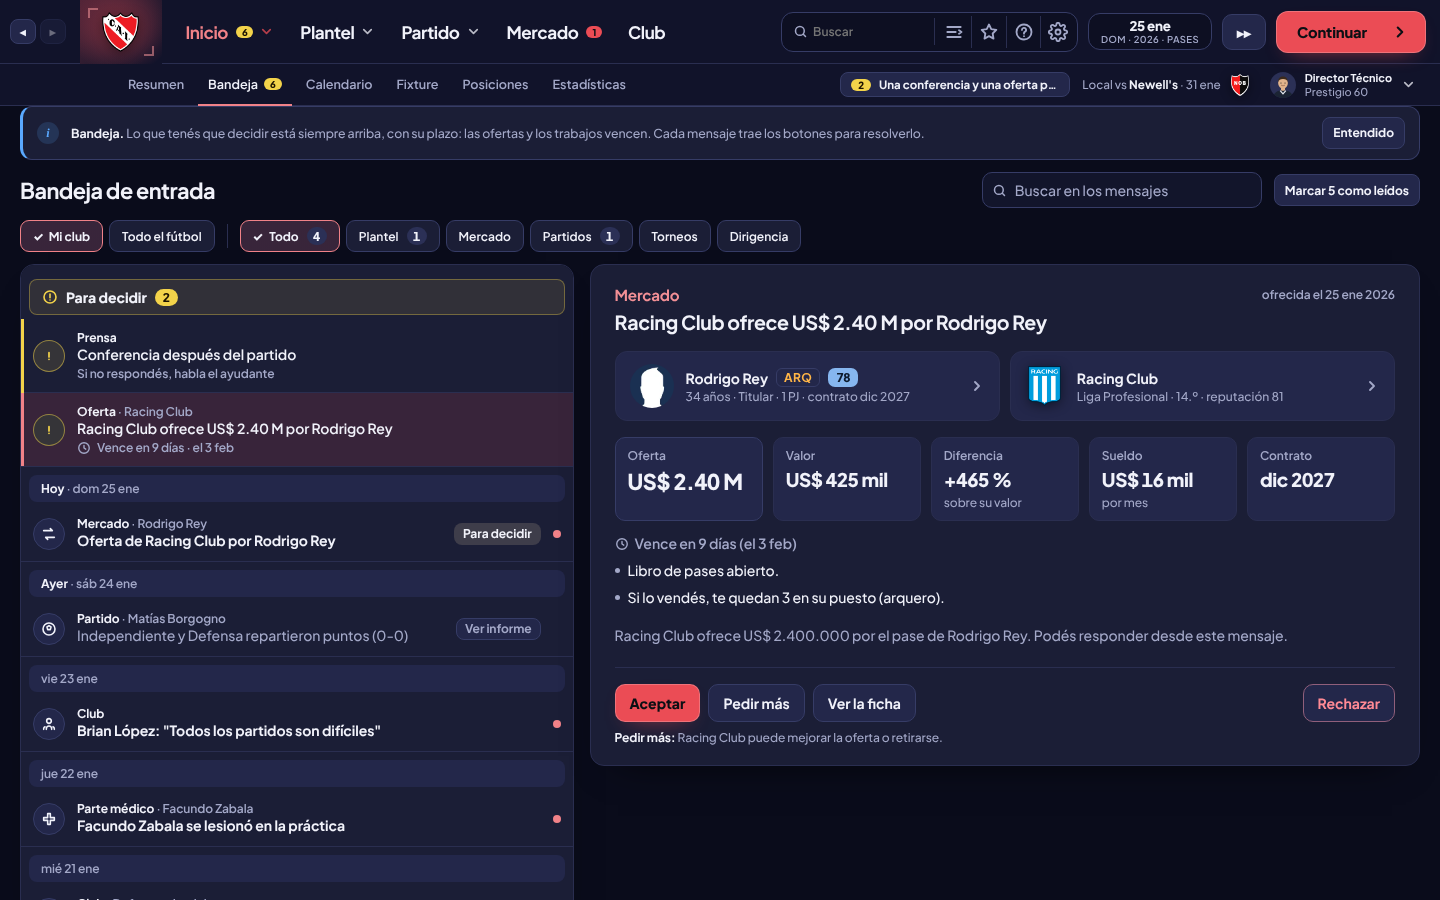 Inicio 6
Plantel
Partido
Mercado 1
Club
Buscar
25 ene
DOM · 2026 · PASES
Continuar
Resumen
Bandeja 6
Calendario
Fixture
Posiciones
Estadísticas
2 Una conferencia y una oferta p...
Local vs Newell's · 31 ene
Director Técnico
Prestigio 60
Bandeja. Lo que tenés que decidir está siempre arriba, con su plazo: las ofertas y los trabajos vencen. Cada mensaje trae los botones para resolverlo.
Entendido
Bandeja de entrada
Buscar en los mensajes
Marcar 5 como leídos
Mi club
Todo el fútbol
Todo 4
Plantel 1
Mercado
Partidos 1
Torneos
Dirigencia
Para decidir 2
Prensa
Conferencia después del partido
Si no respondés, habla el ayudante
Oferta · Racing Club
Racing Club ofrece US$ 2.40 M por Rodrigo Rey
Vence en 9 días · el 3 feb
Hoy · dom 25 ene
Mercado · Rodrigo Rey
Oferta de Racing Club por Rodrigo Rey
Para decidir
Ayer · sáb 24 ene
Partido · Matías Borgogno
Independiente y Defensa repartieron puntos (0-0)
Ver informe
vie 23 ene
Club
Brian López: "Todos los partidos son difíciles"
jue 22 ene
Parte médico · Facundo Zabala
Facundo Zabala se lesionó en la práctica
mié 21 ene
Mercado
ofrecida el 25 ene 2026
Racing Club ofrece US$ 2.40 M por Rodrigo Rey
Rodrigo Rey ARQ 78
34 años · Titular · 1 PJ · contrato dic 2027
RACING
Racing Club
Liga Profesional · 14.º · reputación 81
Oferta
US$ 2.40 M
Valor
US$ 425 mil
Diferencia
+465 %
sobre su valor
Sueldo
US$ 16 mil
por mes
Contrato
dic 2027
Vence en 9 días (el 3 feb)
Libro de pases abierto.
Si lo vendés, te quedan 3 en su puesto (arquero).
Racing Club ofrece US$ 2.400.000 por el pase de Rodrigo Rey. Podés responder desde este mensaje.
Aceptar
Pedir más
Ver la ficha
Rechazar
Pedir más: Racing Club puede mejorar la oferta o retirarse.